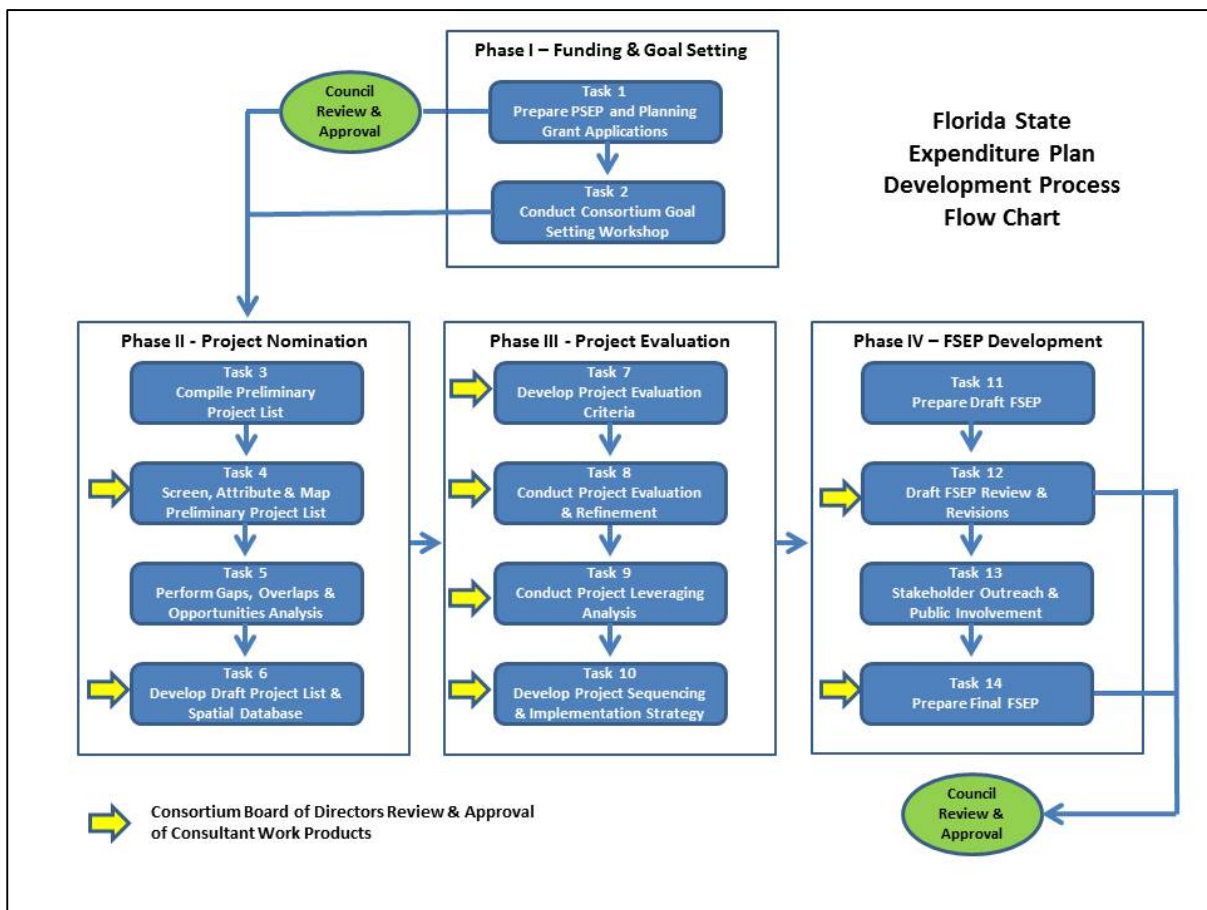 Phase I – Funding & Goal Setting
Council
Review &
Approval
Task 1
Prepare PSEP and Planning
Grant Applications
Task 2
Conduct Consortium Goal
Setting Workshop
Florida State
Expenditure Plan
Development Process
Flow Chart
Phase II - Project Nomination
Task 3
Compile Preliminary
Project List
Task 4
Screen, Attribute & Map
Preliminary Project List
Task 5
Perform Gaps, Overlaps &
Opportunities Analysis
Task 6
Develop Draft Project List &
Spatial Database
Phase III - Project Evaluation
Task 7
Develop Project Evaluation
Criteria
Task 8
Conduct Project Evaluation
& Refinement
Task 9
Conduct Project Leveraging
Analysis
Task 10
Develop Project Sequencing
& Implementation Strategy
Phase IV – FSEP Development
Task 11
Prepare Draft FSEP
Task 12
Draft FSEP Review &
Revisions
Task 13
Stakeholder Outreach &
Public Involvement
Task 14
Prepare Final FSEP
Consortium Board of Directors Review & Approval
of Consultant Work Products
Council
Review &
Approval